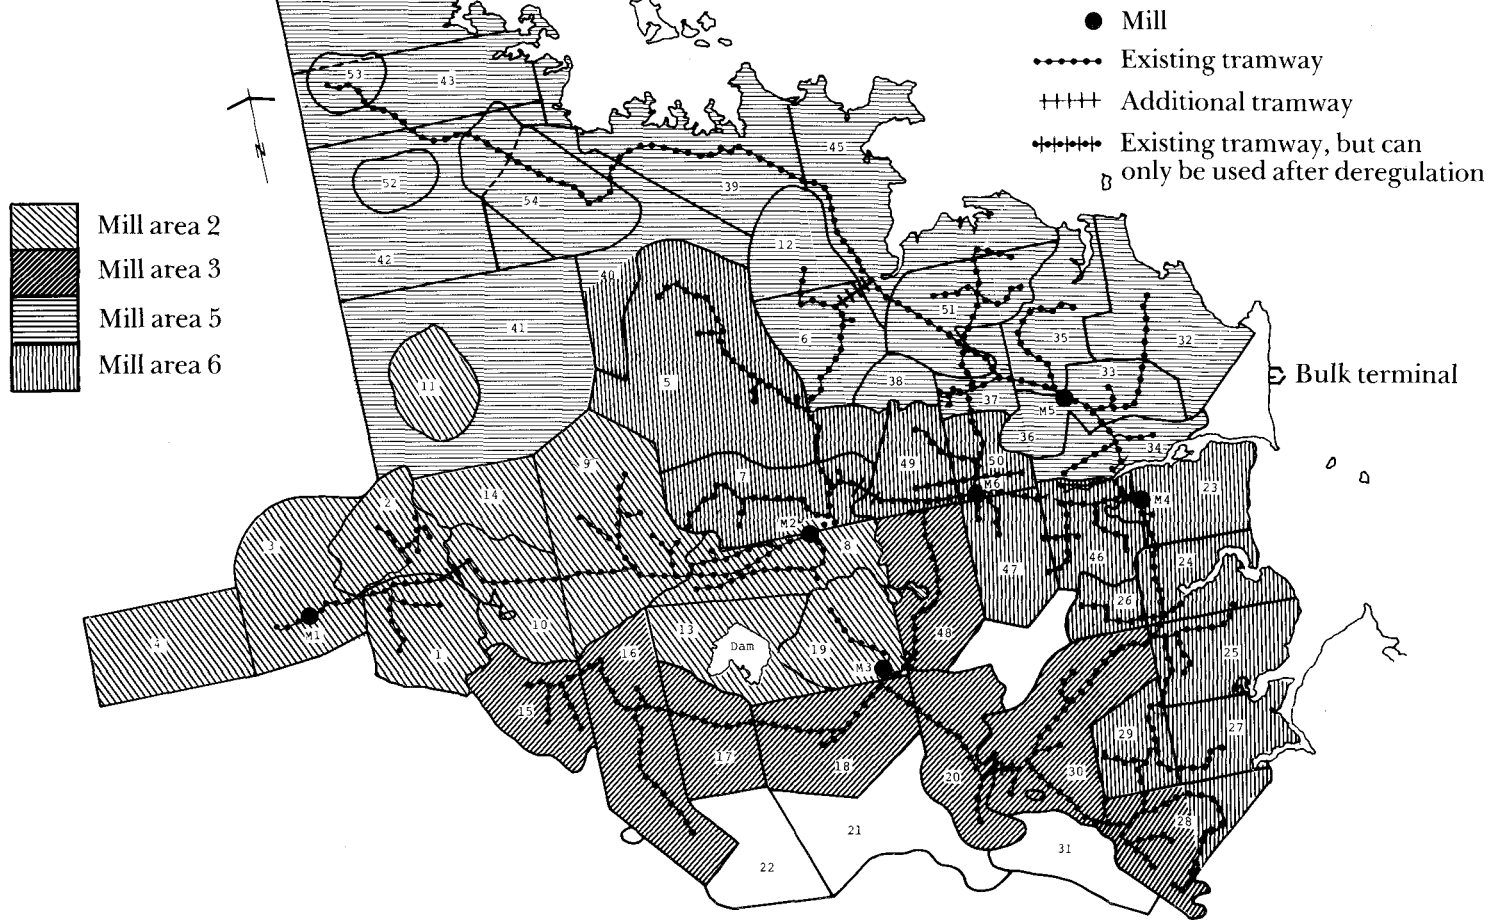 Mill
Existing tramway
Additional tramway
Existing tramway, but can
only be used after deregulation
N
Mill area 2
Mill area 3
Mill area 5
Mill area 6
Bulk terminal
53
43
45
52
54
39
12
42
40
41
51
35
32
6
5
11
38
33
37
M5
36
34
9
49
50
7
M6
23
14
2
M4
M2
3
8
46
24
47
26
10
48
M1
13
Dam
19
16
4
1
M3
25
15
29
27
17
18
20
30
28
21
31
22